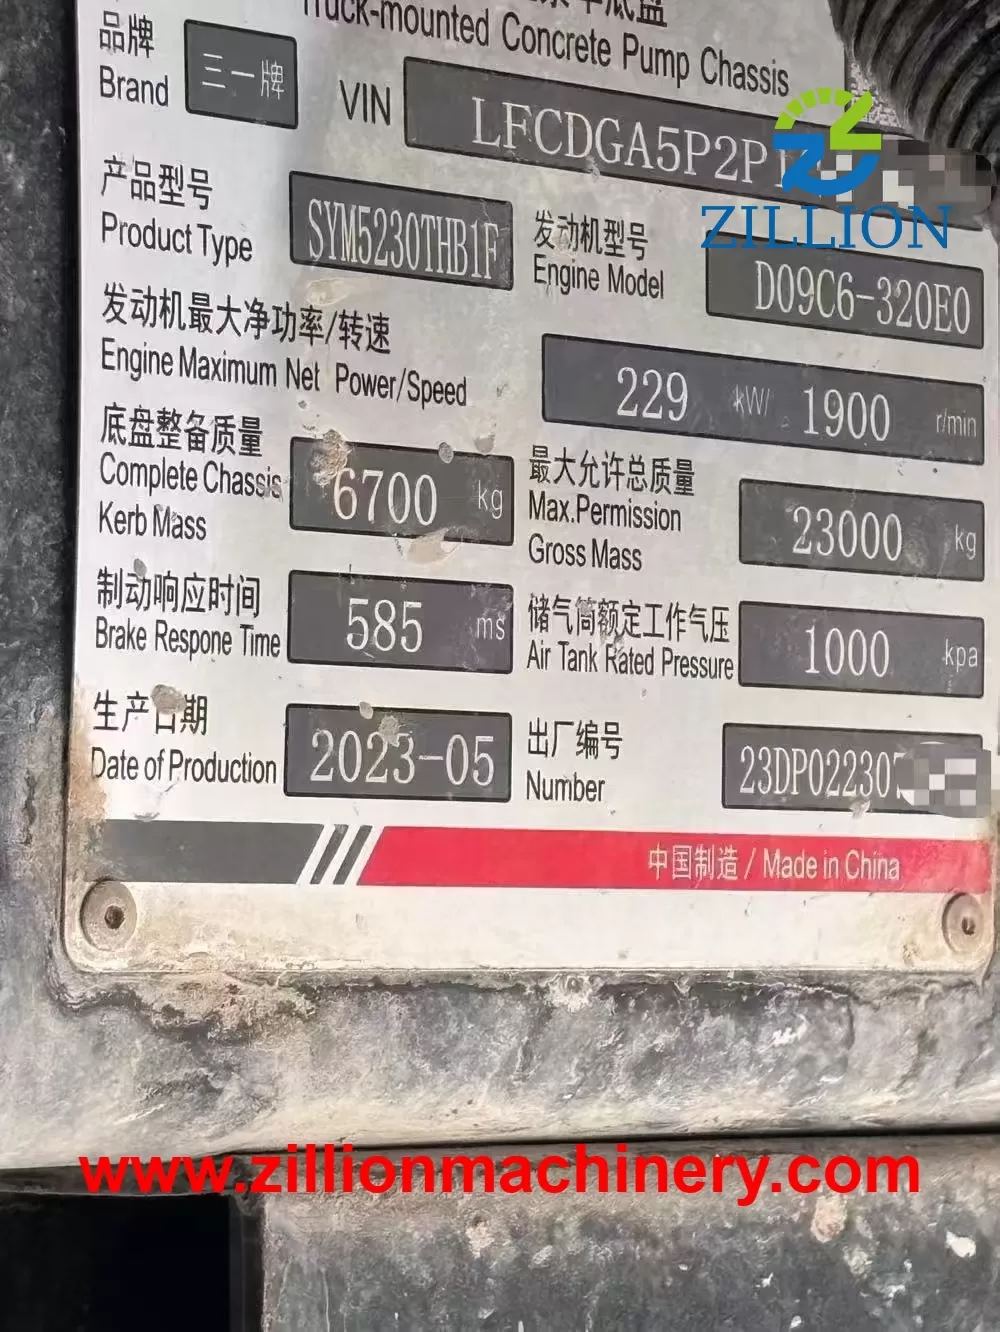 Truck-mounted Concrete Pump Chassis
品牌
Brand
三一牌
VIN
LFCDGA5P2P1
ZILLION
产品型号
Product Type
SYM5230THB1F
发动机型号
Engine Model
D09C6-320E0
发动机最大净功率/转速
Engine Maximum Net Power/Speed
229 kW/ 1900 r/min
底盘整备质量
Complete Chassis
Kerb Mass
6700 kg
最大允许总质量
Max.Permission
Gross Mass
23000 kg
制动响应时间
Brake Respone Time
585 ms
储气筒额定工作气压
Air Tank Rated Pressure
1000 kpa
生产日期
Date of Production
2023-05
出厂编号
Number
23DP02230
中国制造 / Made in China
www.zillionmachinery.com